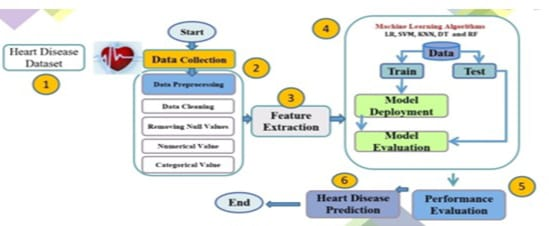 Heart Disease
Dataset
1
Start
Data Collection
2
Data Preprocessing
Data Cleaning
Removing Null Values
Numerical Value
Categorical Value
3
Feature
Extraction
4
Machine Learning Algorithms
LR, SVM, KNN, DT and RF
Data
Train
Test
Model
Deployment
Model
Evaluation
5
Performance
Evaluation
6
Heart Disease
Prediction
End